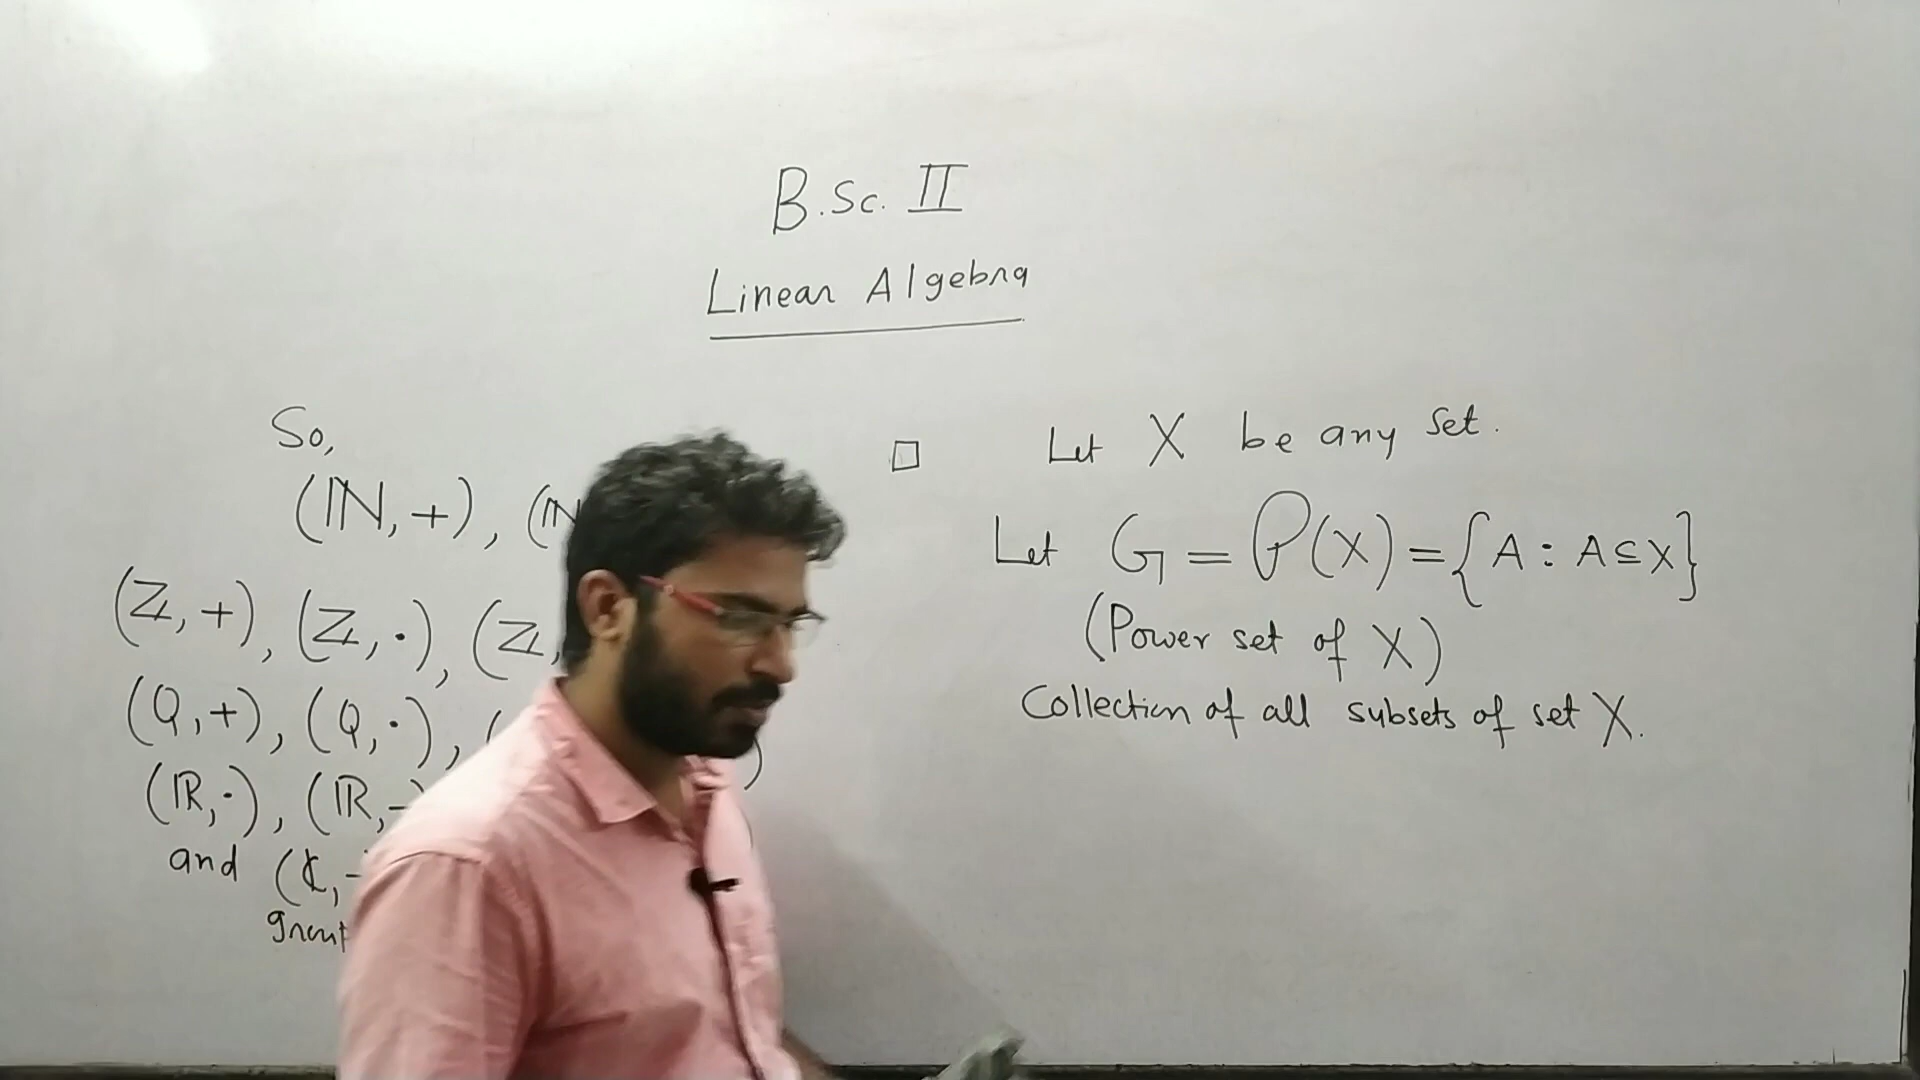 B.Sc. II
Linear Algebra
So,
(ℕ, +), (ℕ
(ℤ, +), (ℤ, ·), (ℤ,
(Q, +), (Q, ·), (
(ℝ, ·), (ℝ, -
and (ℂ, -
group
□ Let X be any set.
Let G = P(X) = {A : A ⊆ X}
(Power set of X)
Collection of all subsets of set X.